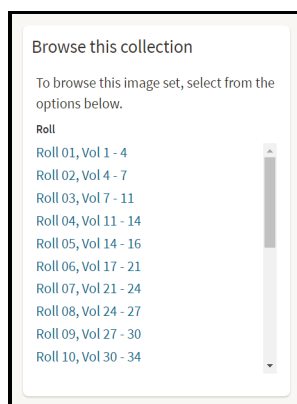 Browse this collection
To browse this image set, select from the
options below.
Roll
Roll 01, Vol 1 - 4
Roll 02, Vol 4 - 7
Roll 03, Vol 7 - 11
Roll 04, Vol 11 - 14
Roll 05, Vol 14 - 16
Roll 06, Vol 17 - 21
Roll 07, Vol 21 - 24
Roll 08, Vol 24 - 27
Roll 09, Vol 27 - 30
Roll 10, Vol 30 - 34